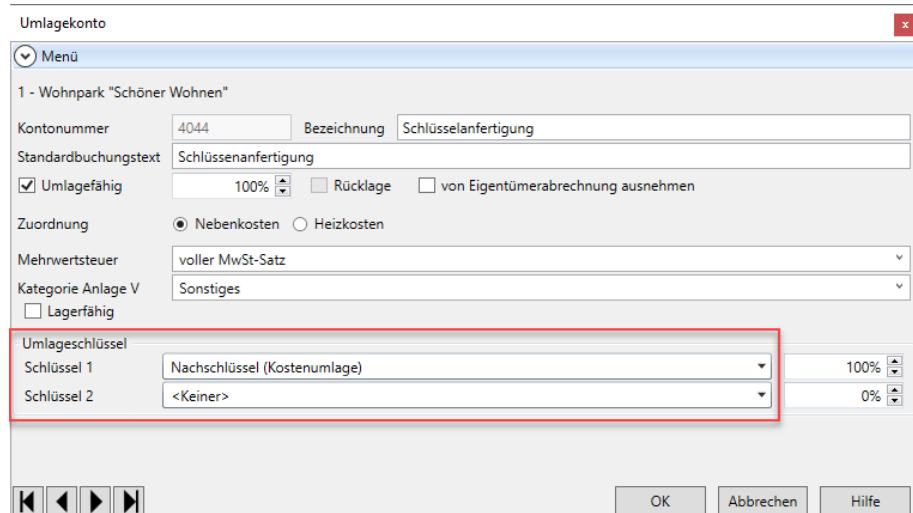 Umlagekonto
x
Menü
1 - Wohnpark "Schöner Wohnen"
Kontonummer 4044 Bezeichnung Schlüsselanfertigung
Standardbuchungstext Schlüssenanfertigung
Umlagefähig 100% Rücklage von Eigentümerabrechnung ausnehmen
Zuordnung Nebenkosten Heizkosten
Mehrwertsteuer voller MwSt-Satz
Kategorie Anlage V Sonstiges
Lagerfähig
Umlageschlüssel
Schlüssel 1 Nachschlüssel (Kostenumlage) 100%
Schlüssel 2 <Keiner> 0%
OK Abbrechen Hilfe